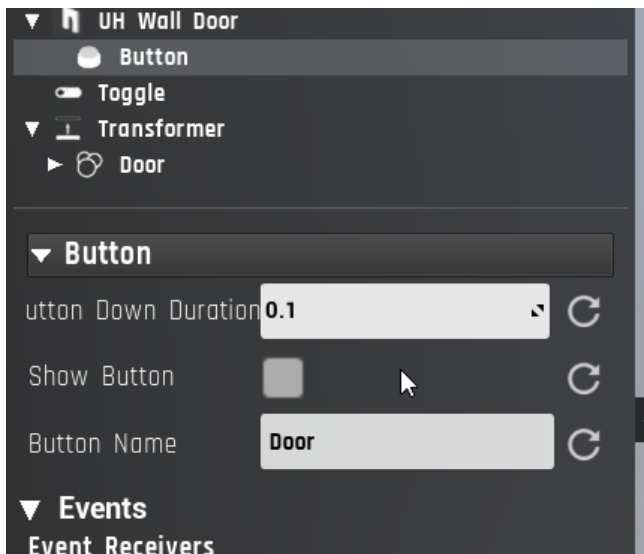 UH Wall Door
Button
Toggle
Transformer
Door
Button
utton Down Duration 0.1
Show Button
Button Name Door
Events
Event Receivers